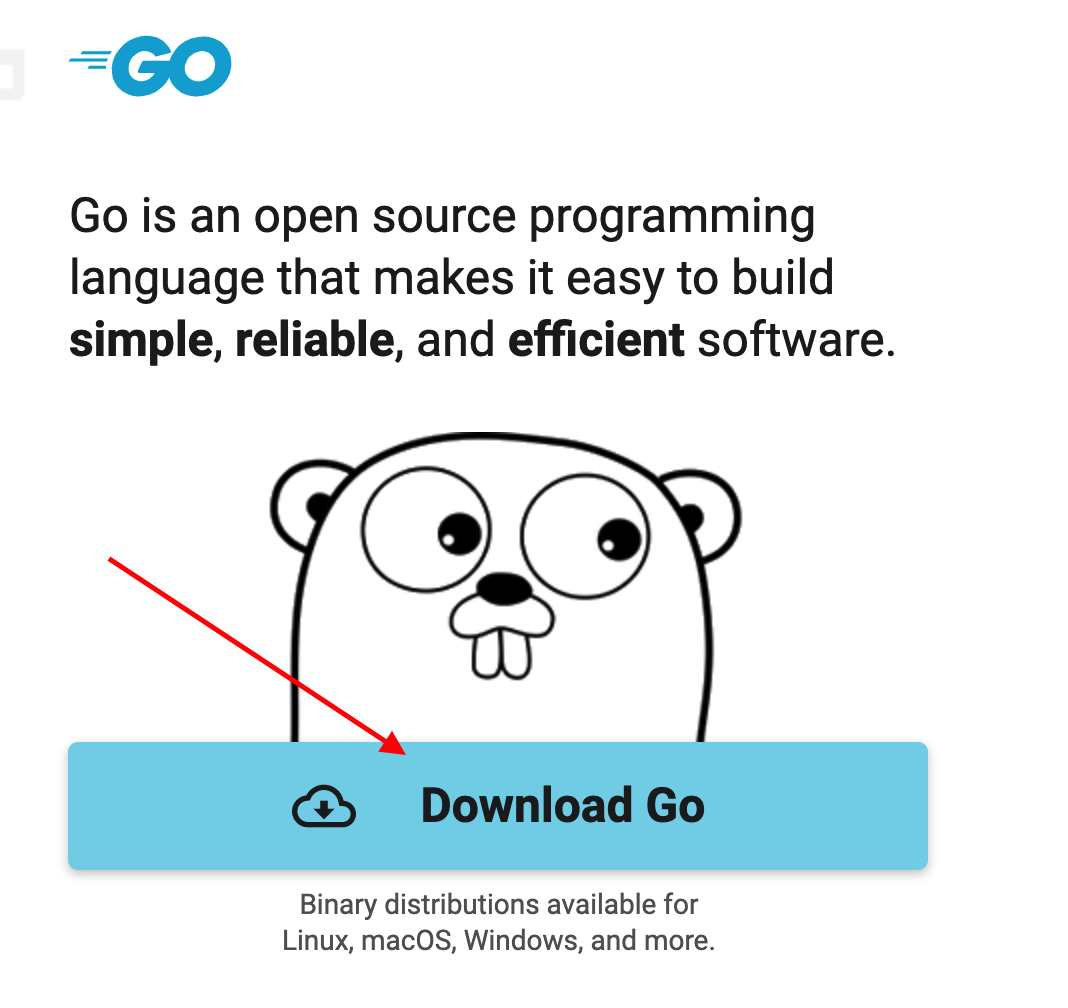 GO
Go is an open source programming
language that makes it easy to build
simple, reliable, and efficient software.
Download Go
Binary distributions available for
Linux, macOS, Windows, and more.